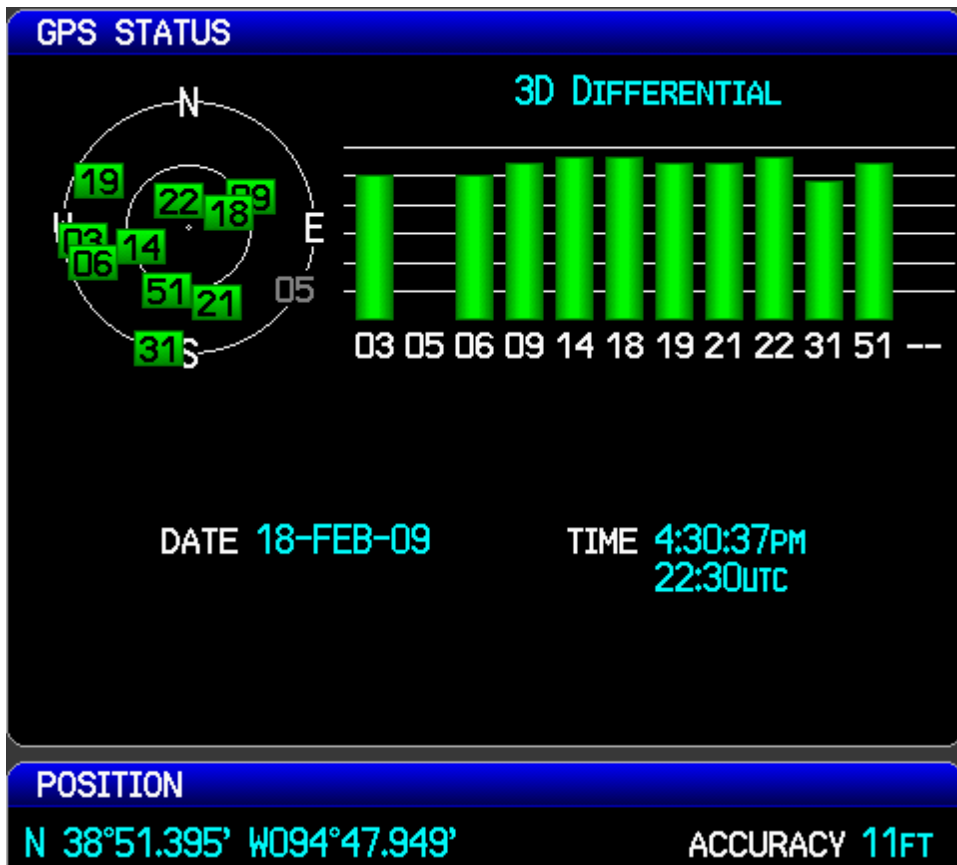 GPS STATUS
3D DIFFERENTIAL
N
19
22
09
18
E
03
14
06
51
21
05
31
S
03 05 06 09 14 18 19 21 22 31 51 --
DATE 18-FEB-09
TIME 4:30:37PM
22:30UTC
POSITION
N 38°51.395' W094°47.949'
ACCURACY 11FT